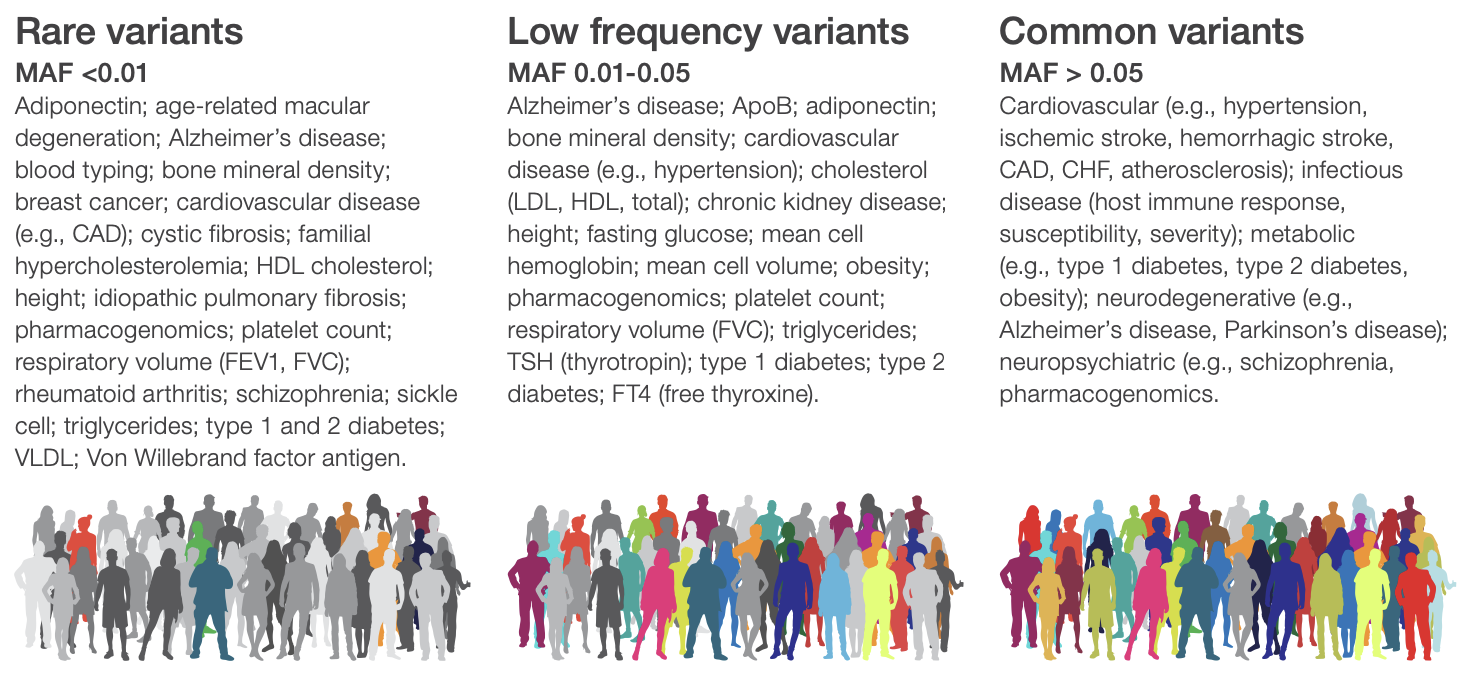 Rare variants
MAF <0.01
Adiponectin; age-related macular
degeneration; Alzheimer’s disease;
blood typing; bone mineral density;
breast cancer; cardiovascular disease
(e.g., CAD); cystic fibrosis; familial
hypercholesterolemia; HDL cholesterol;
height; idiopathic pulmonary fibrosis;
pharmacogenomics; platelet count;
respiratory volume (FEV1, FVC);
rheumatoid arthritis; schizophrenia; sickle
cell; triglycerides; type 1 and 2 diabetes;
VLDL; Von Willebrand factor antigen.
Low frequency variants
MAF 0.01-0.05
Alzheimer’s disease; ApoB; adiponectin;
bone mineral density; cardiovascular
disease (e.g., hypertension); cholesterol
(LDL, HDL, total); chronic kidney disease;
height; fasting glucose; mean cell
hemoglobin; mean cell volume; obesity;
pharmacogenomics; platelet count;
respiratory volume (FVC); triglycerides;
TSH (thyrotropin); type 1 diabetes; type 2
diabetes; FT4 (free thyroxine).
Common variants
MAF > 0.05
Cardiovascular (e.g., hypertension,
ischemic stroke, hemorrhagic stroke,
CAD, CHF, atherosclerosis); infectious
disease (host immune response,
susceptibility, severity); metabolic
(e.g., type 1 diabetes, type 2 diabetes,
obesity); neurodegenerative (e.g.,
Alzheimer’s disease, Parkinson’s disease);
neuropsychiatric (e.g., schizophrenia,
pharmacogenomics.